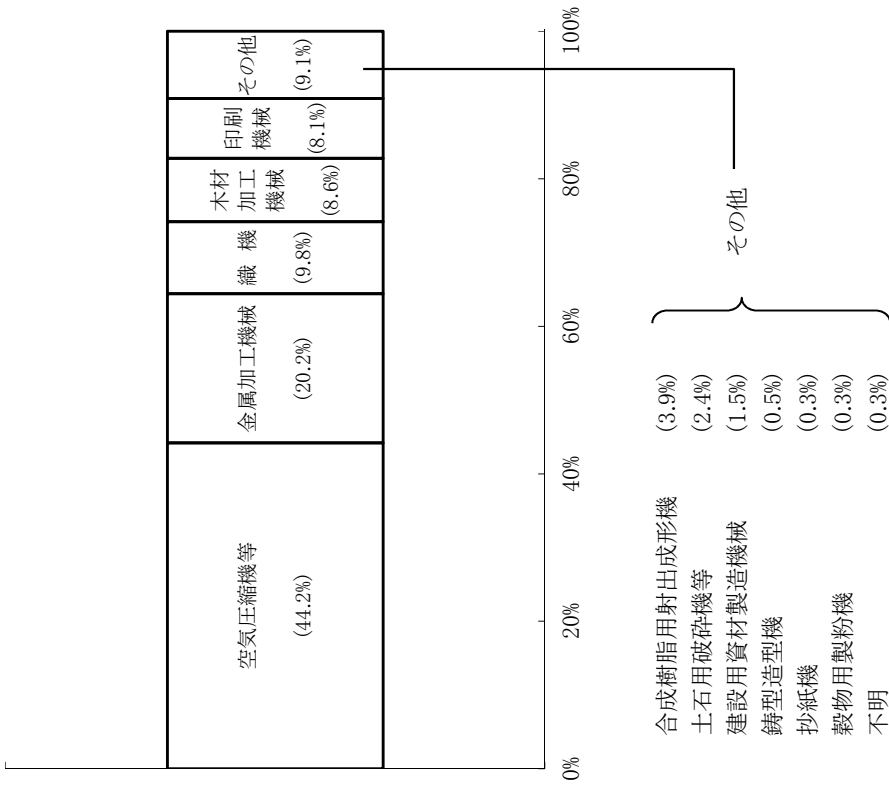 空気圧縮機等
(44.2%)
金属加工機械
(20.2%)
織 機
(9.8%)
木材
加工
機械
(8.6%)
印刷
機械
(8.1%)
その他
(9.1%)
0%
20%
40%
60%
80%
100%
その他
合成樹脂用射出成形機 (3.9%)
土石用破砕機等 (2.4%)
建設用資材製造機械 (1.5%)
鋳型造型機 (0.5%)
抄紙機 (0.3%)
穀物用製粉機 (0.3%)
不明 (0.3%)